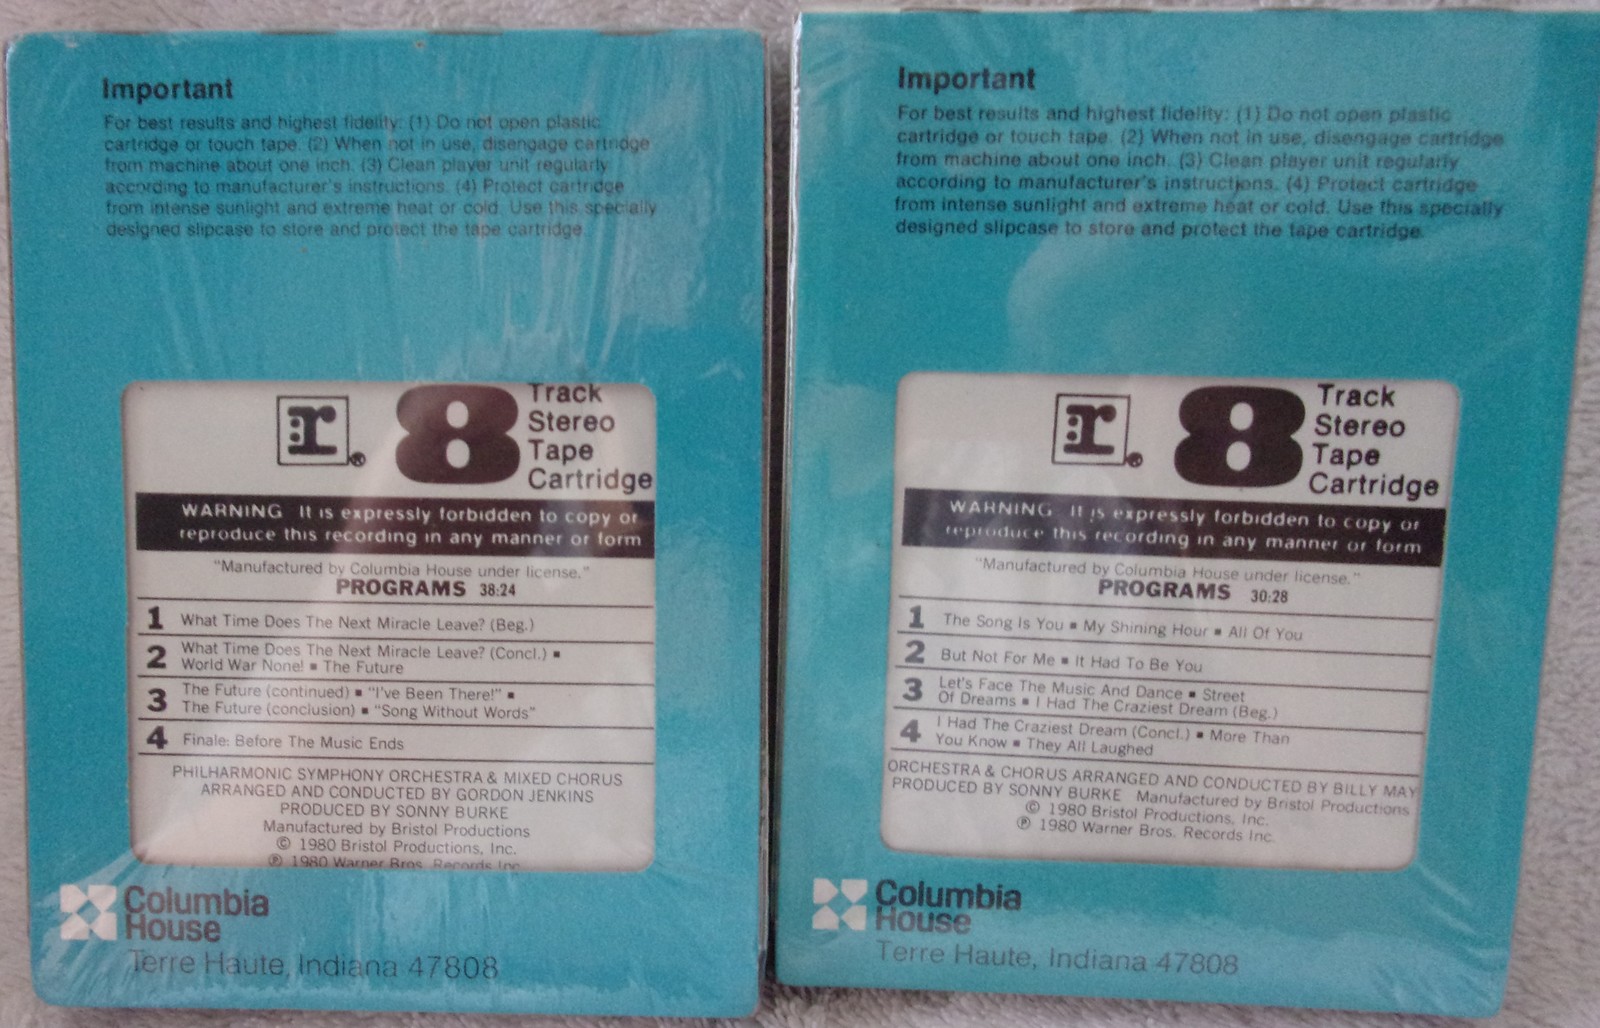 Important
For best results and highest fidelity: (1) Do not open plastic
cartridge or touch tape. (2) When not in use, disengage cartridge
from machine about one inch. (3) Clean player unit regularly
according to manufacturer's instructions. (4) Protect cartridge
from intense sunlight and extreme heat or cold. Use this specially
designed slipcase to store and protect the tape cartridge.
r ®
8
Track
Stereo
Tape
Cartridge
WARNING It is expressly forbidden to copy or
reproduce this recording in any manner or form
"Manufactured by Columbia House under license."
PROGRAMS 38:24
1 What Time Does The Next Miracle Leave? (Beg.)
2 What Time Does The Next Miracle Leave? (Concl.) ▪
World War None! ▪ The Future
3 The Future (continued) ▪ "I've Been There!" ▪
The Future (conclusion) ▪ "Song Without Words"
4 Finale: Before The Music Ends
PHILHARMONIC SYMPHONY ORCHESTRA & MIXED CHORUS
ARRANGED AND CONDUCTED BY GORDON JENKINS
PRODUCED BY SONNY BURKE
Manufactured by Bristol Productions
© 1980 Bristol Productions, Inc.
℗ 1980 Warner Bros. Records Inc.
Columbia
House
Terre Haute, Indiana 47808
Important
For best results and highest fidelity: (1) Do not open plastic
cartridge or touch tape. (2) When not in use, disengage cartridge
from machine about one inch. (3) Clean player unit regularly
according to manufacturer's instructions. (4) Protect cartridge
from intense sunlight and extreme heat or cold. Use this specially
designed slipcase to store and protect the tape cartridge.
r ®
8
Track
Stereo
Tape
Cartridge
WARNING It is expressly forbidden to copy or
reproduce this recording in any manner or form
"Manufactured by Columbia House under license."
PROGRAMS 30:28
1 The Song Is You ▪ My Shining Hour ▪ All Of You
2 But Not For Me ▪ It Had To Be You
3 Let's Face The Music And Dance ▪ Street
Of Dreams ▪ I Had The Craziest Dream (Beg.)
4 I Had The Craziest Dream (Concl.) ▪ More Than
You Know ▪ They All Laughed
ORCHESTRA & CHORUS ARRANGED AND CONDUCTED BY BILLY MAY
PRODUCED BY SONNY BURKE Manufactured by Bristol Productions
© 1980 Bristol Productions, Inc.
℗ 1980 Warner Bros. Records Inc.
Columbia
House
Terre Haute, Indiana 47808